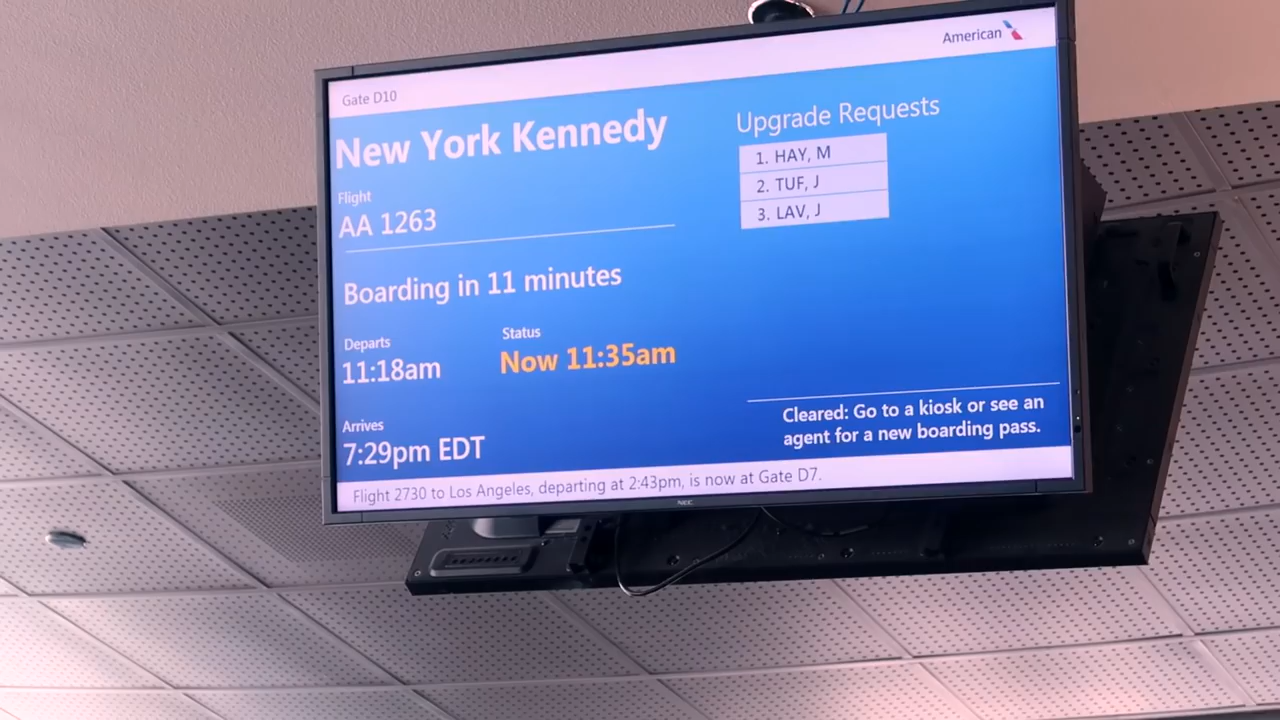 American
Gate D10
New York Kennedy
Flight
AA 1263
Boarding in 11 minutes
Departs
11:18am
Status
Now 11:35am
Arrives
7:29pm EDT
Upgrade Requests
1. HAY, M
2. TUF, J
3. LAV, J
Cleared: Go to a kiosk or see an
agent for a new boarding pass.
Flight 2730 to Los Angeles, departing at 2:43pm, is now at Gate D7.
NEC